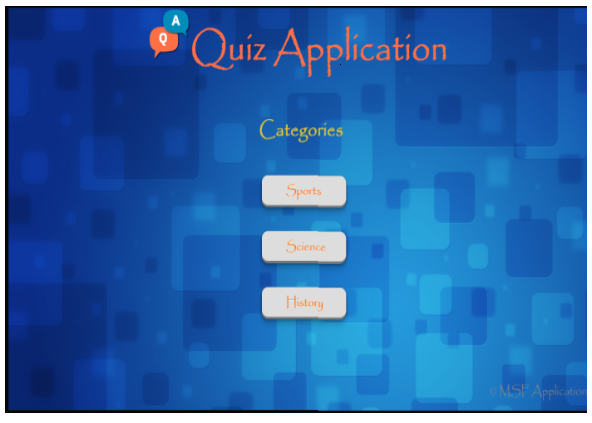 Q A
Quiz Application
Categories
Sports
Science
History
© MSP Application